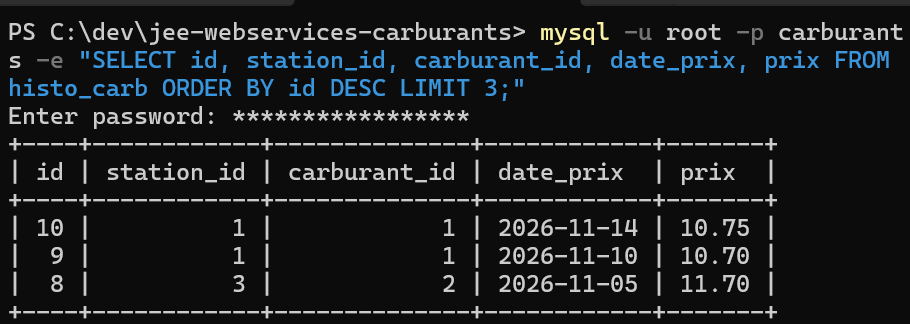 PS C:\dev\jee-webservices-carburants> mysql -u root -p carburant
s -e "SELECT id, station_id, carburant_id, date_prix, prix FROM
histo_carb ORDER BY id DESC LIMIT 3;"
Enter password: *****************
+----+------------+--------------+------------+-------+
| id | station_id | carburant_id | date_prix  | prix  |
+----+------------+--------------+------------+-------+
| 10 |          1 |            1 | 2026-11-14 | 10.75 |
|  9 |          1 |            1 | 2026-11-10 | 10.70 |
|  8 |          3 |            2 | 2026-11-05 | 11.70 |
+----+------------+--------------+------------+-------+